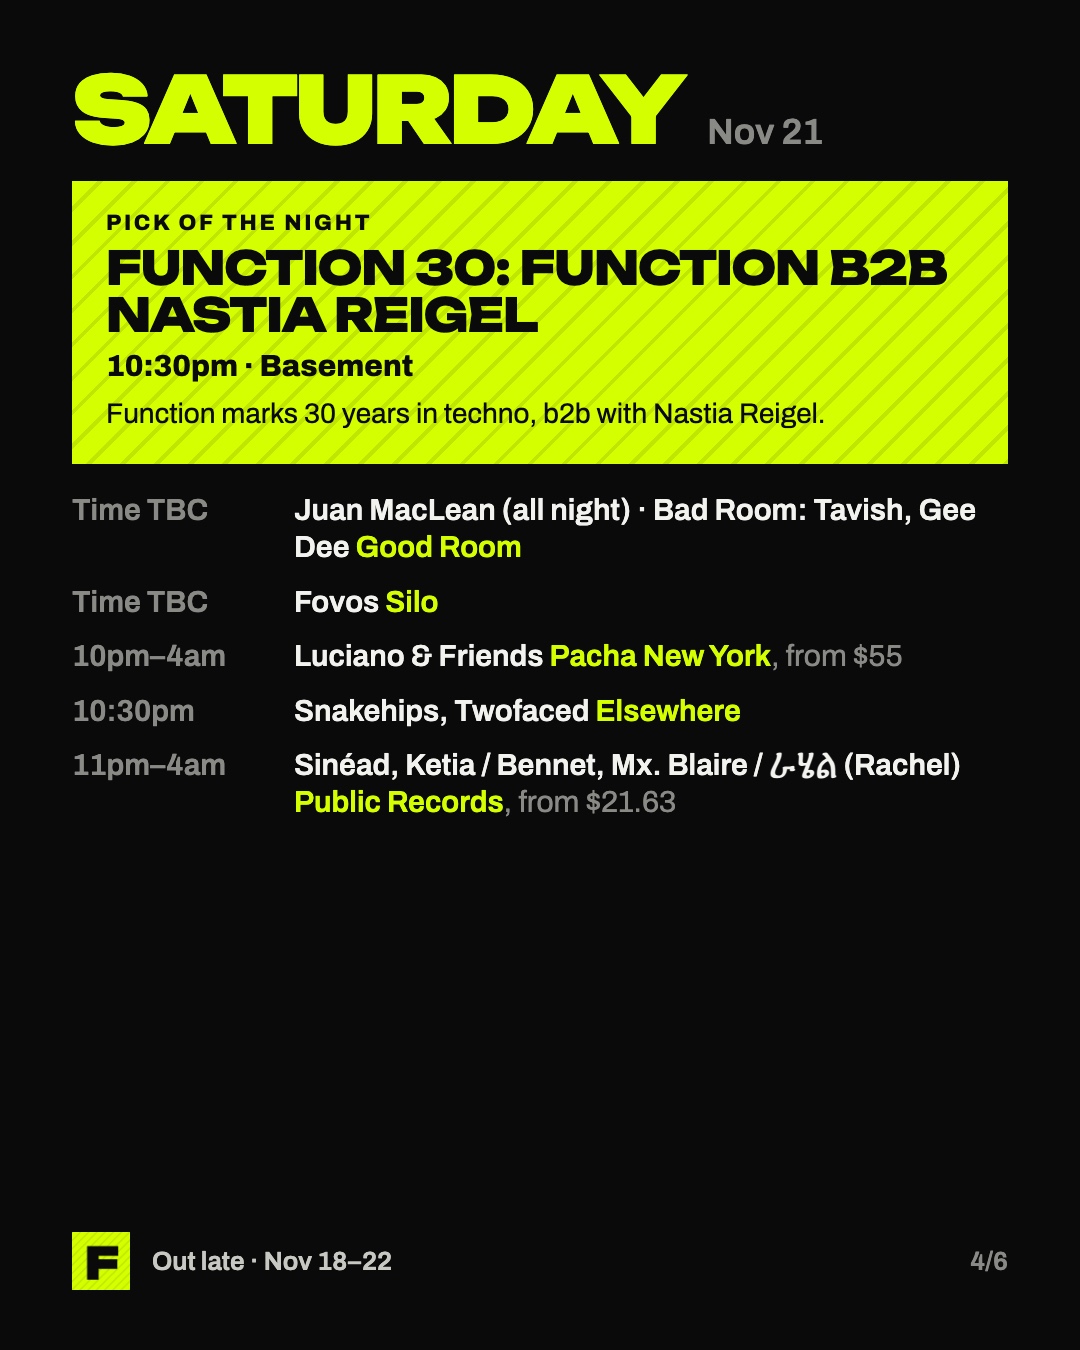 SATURDAY Nov 21
PICK OF THE NIGHT
FUNCTION 30: FUNCTION B2B
NASTIA REIGEL
10:30pm · Basement
Function marks 30 years in techno, b2b with Nastia Reigel.
Time TBC Juan MacLean (all night) · Bad Room: Tavish, Gee
Dee Good Room
Time TBC Fovos Silo
10pm–4am Luciano & Friends Pacha New York, from $55
10:30pm Snakehips, Twofaced Elsewhere
11pm–4am Sinéad, Ketia / Bennet, Mx. Blaire / ራሄል (Rachel)
Public Records, from $21.63
F Out late · Nov 18–22 4/6